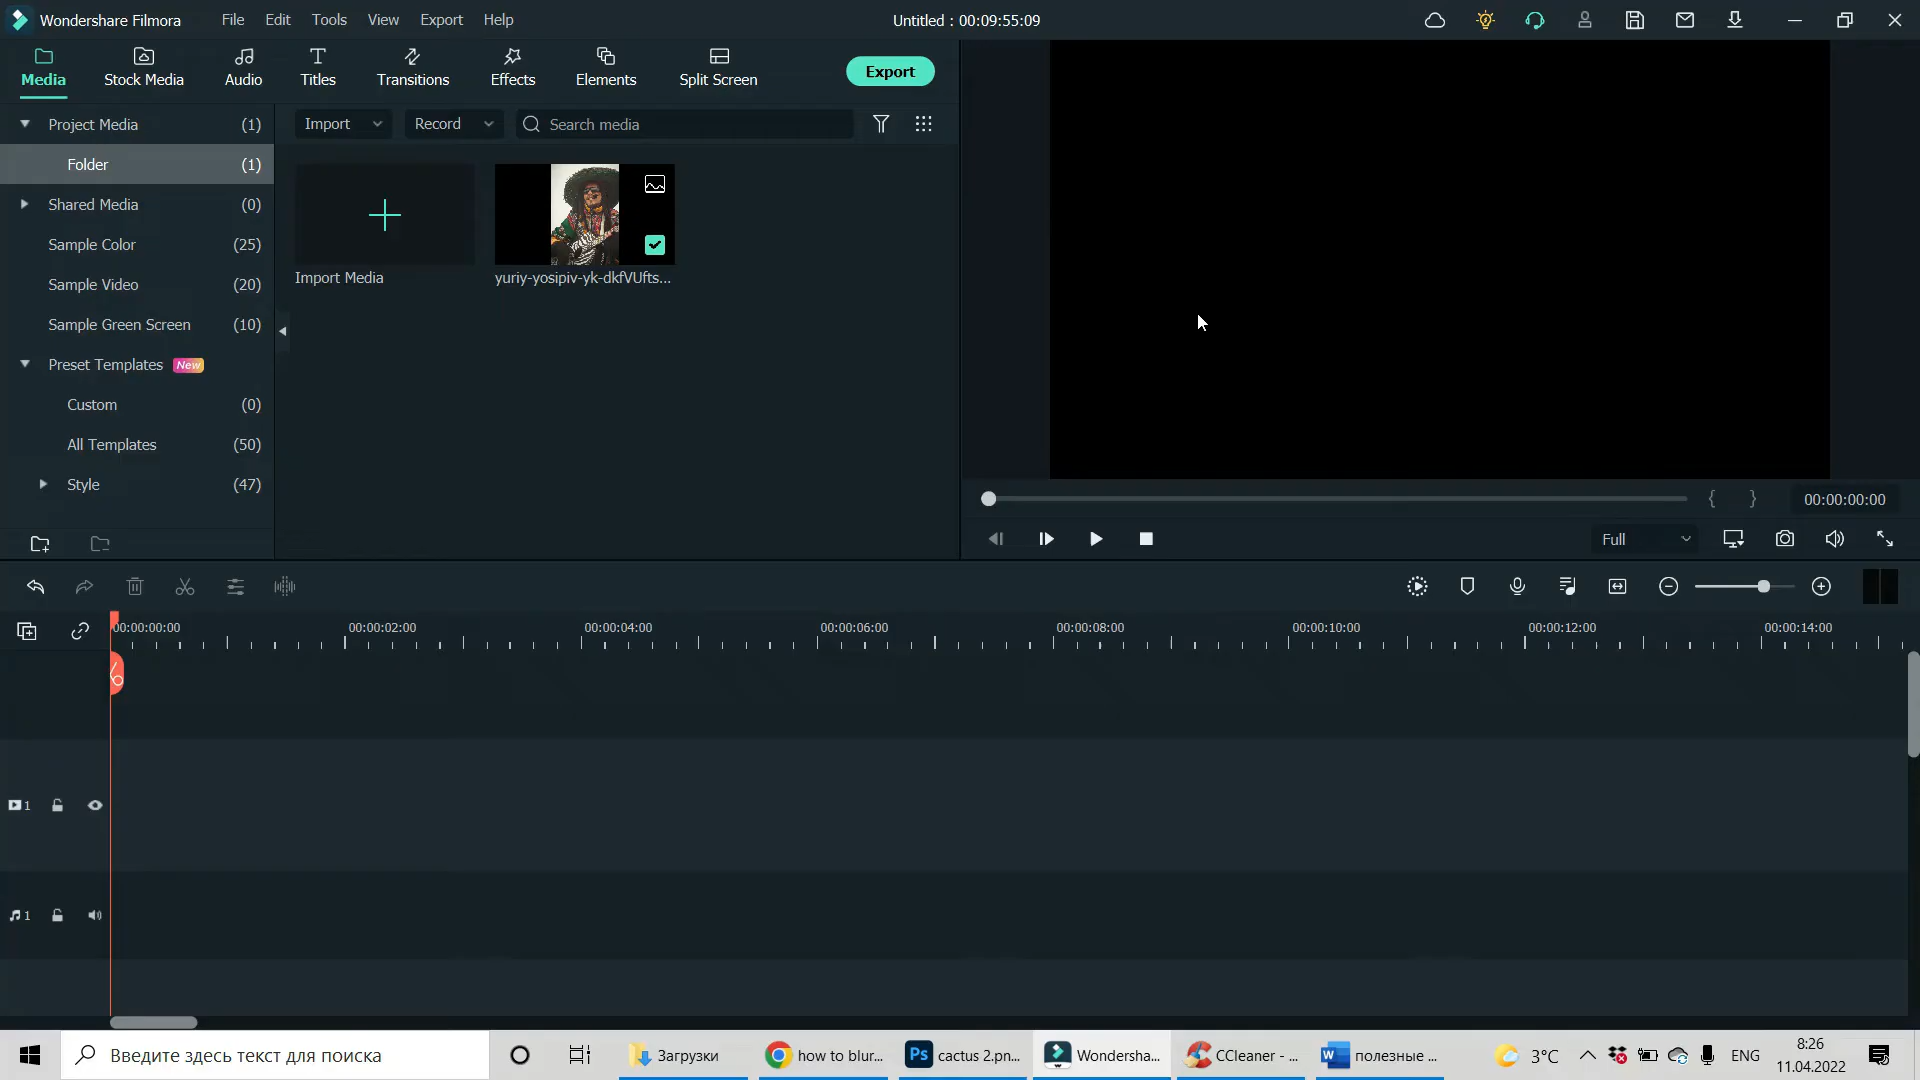 Wondershare Filmora File Edit Tools View Export Help Untitled : 00:09:55:09
Media Stock Media Audio Titles Transitions Effects Elements Split Screen Export
Project Media (1)
Import Record Search media
Folder (1)
Shared Media (0)
Sample Color (25)
Import Media yuriy-yosipiv-yk-dkfVUfts...
Sample Video (20)
Sample Green Screen (10)
Preset Templates New
Custom (0)
All Templates (50)
Style (47)
{ } 00:00:00:00
Full
00:00:00:00 00:00:02:00 00:00:04:00 00:00:06:00 00:00:08:00 00:00:10:00 00:00:12:00 00:00:14:00
1
1
Введите здесь текст для поиска Загрузки how to blur... Ps cactus 2.pn... Wondersha... CCleaner - ... полезные ... 3°C ENG 8:26
11.04.2022